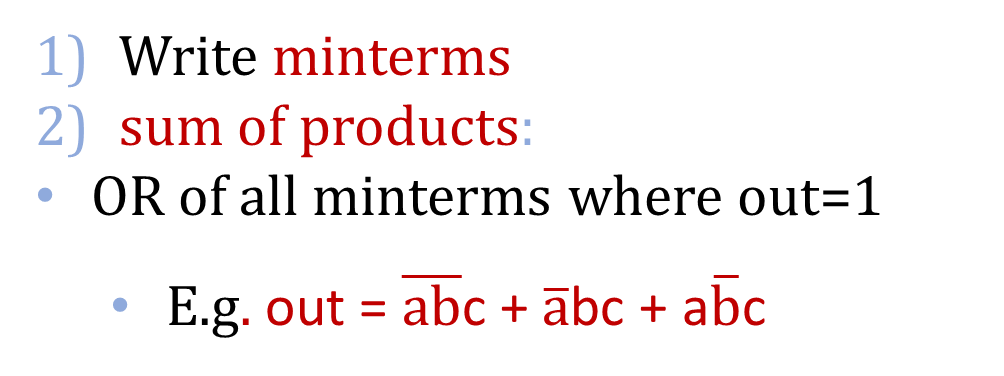 1) Write minterms
2) sum of products:
• OR of all minterms where out=1
• E.g. out = a̅b̅c + a̅bc + ab̅c